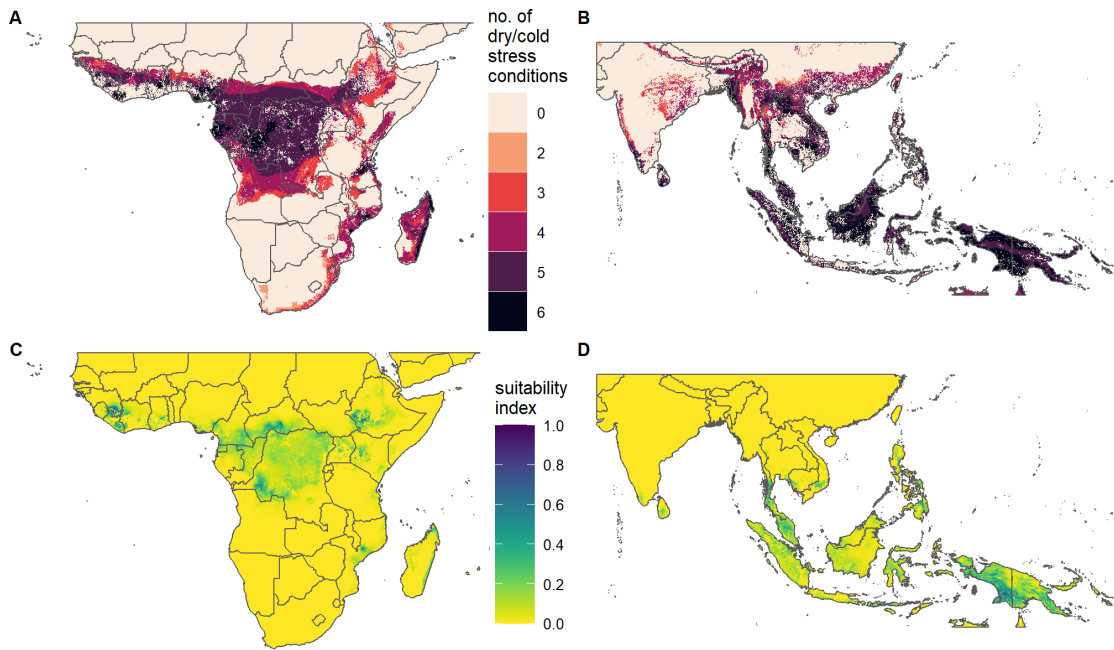 A
no. of
dry/cold
stress
conditions
0
2
3
4
5
6
B
C
suitability
index
1.0
0.8
0.6
0.4
0.2
0.0
D